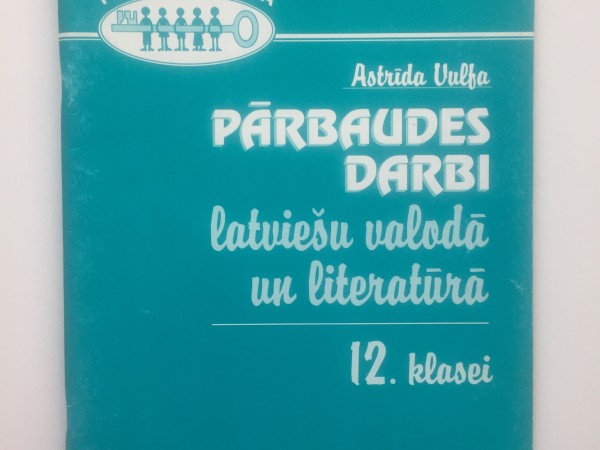 Astrīda Vulfa
PĀRBAUDES
DARBI
latviešu valodā
un literatūrā
12. klasei